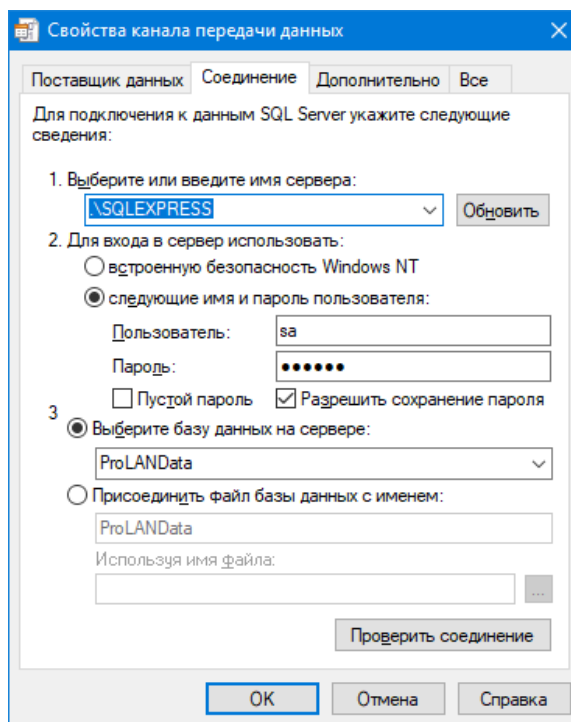 Свойства канала передачи данных
Поставщик данных Соединение Дополнительно Все
Для подключения к данным SQL Server укажите следующие
сведения:
1. Выберите или введите имя сервера:
.\SQLEXPRESS Обновить
2. Для входа в сервер использовать:
встроенную безопасность Windows NT
следующие имя и пароль пользователя:
Пользователь: sa
Пароль: ●●●●●●
Пустой пароль Разрешить сохранение пароля
3
Выберите базу данных на сервере:
ProLANData
Присоединить файл базы данных с именем:
ProLANData
Используя имя файла:
...
Проверить соединение
OK Отмена Справка